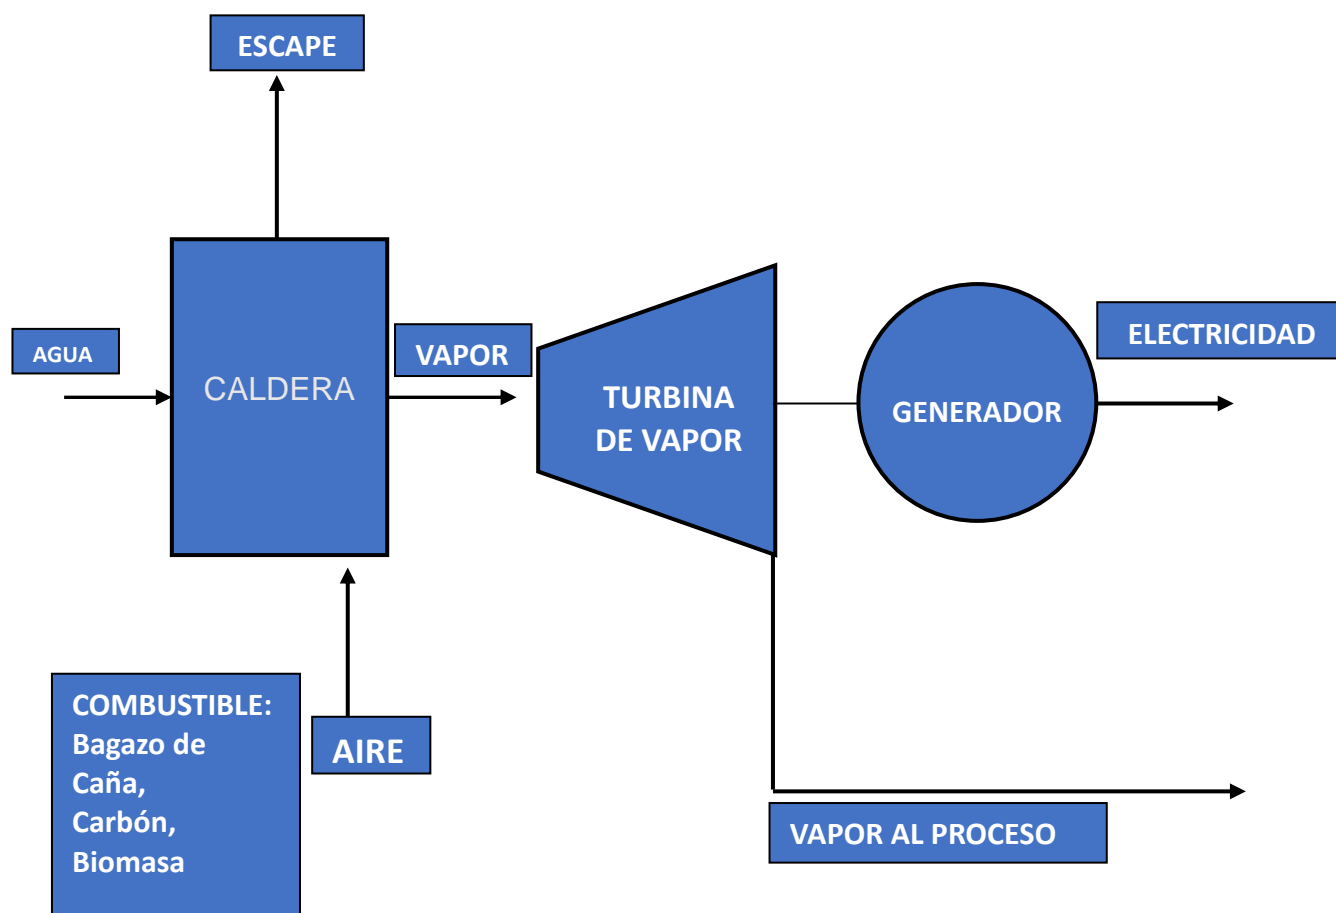 ESCAPE
AGUA
CALDERA
VAPOR
TURBINA
DE VAPOR
GENERADOR
ELECTRICIDAD
COMBUSTIBLE:
Bagazo de
Caña,
Carbón,
Biomasa
AIRE
VAPOR AL PROCESO